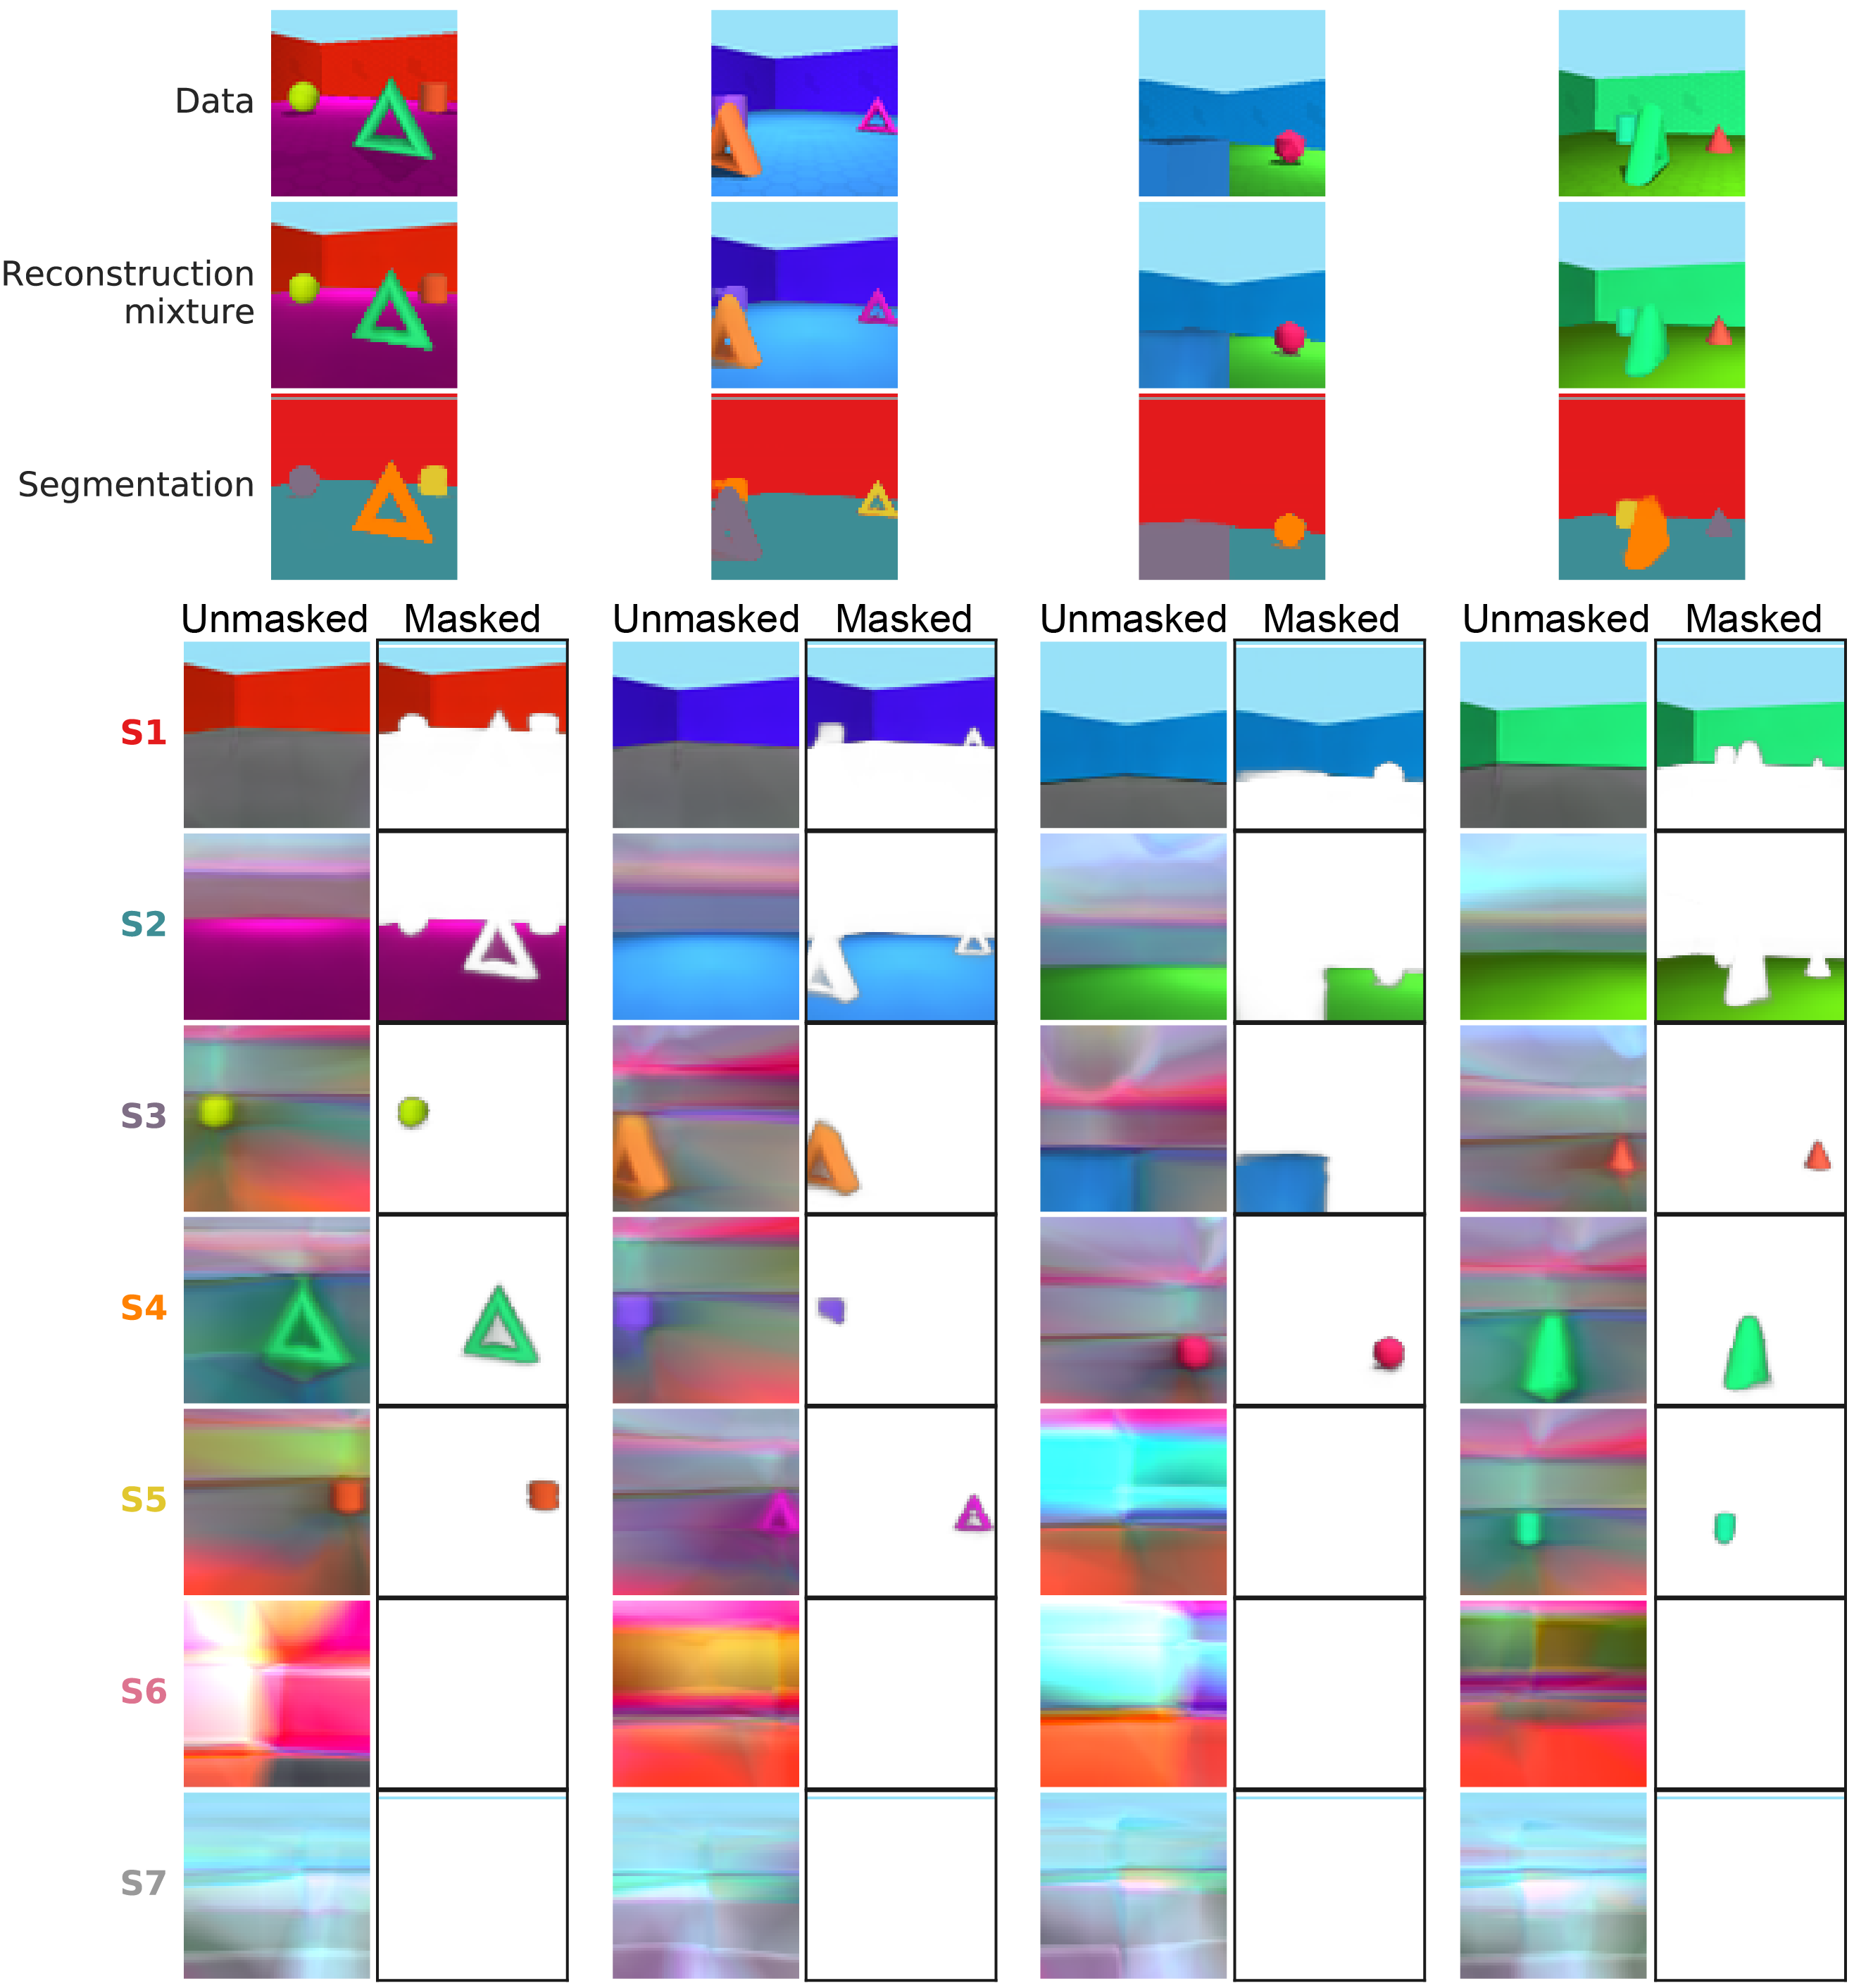 Data
Reconstruction
mixture
Segmentation
Unmasked Masked Unmasked Masked Unmasked Masked Unmasked Masked
S1
S2
S3
S4
S5
S6
S7